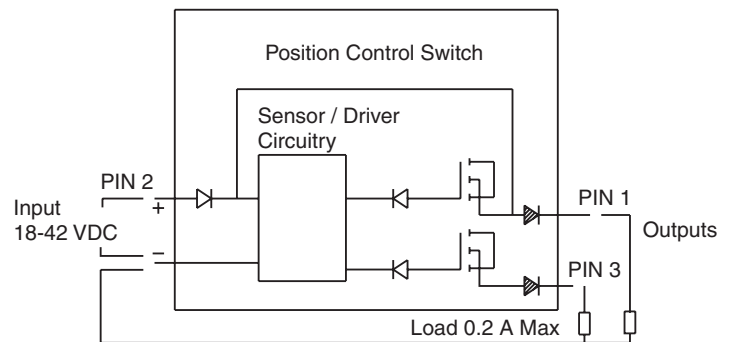 Position Control Switch
Sensor / Driver
Circuitry
PIN 2
+
Input
18-42 VDC
–
PIN 1
Outputs
PIN 3
Load 0.2 A Max